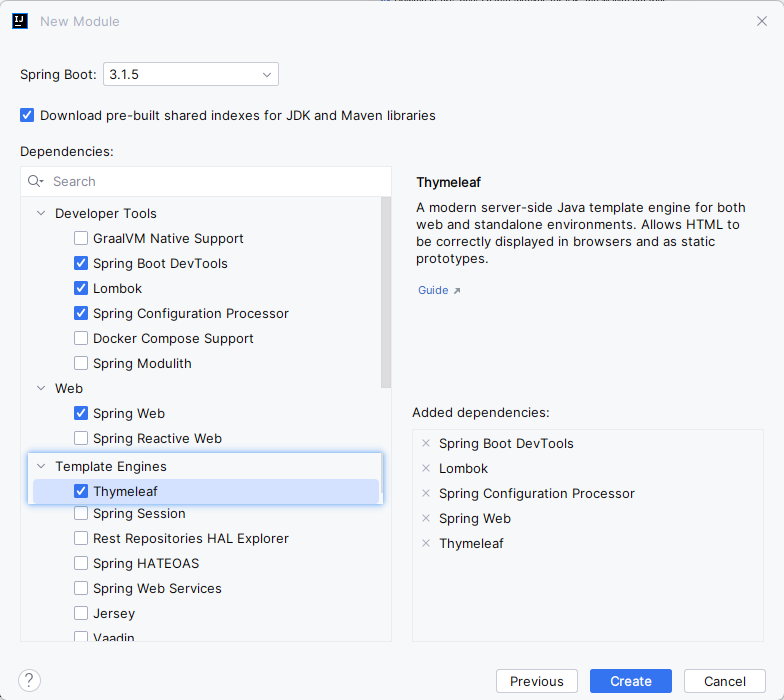 New Module
Spring Boot: 3.1.5
Download pre-built shared indexes for JDK and Maven libraries
Dependencies:
Search
Developer Tools
GraalVM Native Support
Spring Boot DevTools
Lombok
Spring Configuration Processor
Docker Compose Support
Spring Modulith
Web
Spring Web
Spring Reactive Web
Template Engines
Thymeleaf
Spring Session
Rest Repositories HAL Explorer
Spring HATEOAS
Spring Web Services
Jersey
Vaadin
Thymeleaf
A modern server-side Java template engine for both
web and standalone environments. Allows HTML to
be correctly displayed in browsers and as static
prototypes.
Guide ↗
Added dependencies:
Spring Boot DevTools
Lombok
Spring Configuration Processor
Spring Web
Thymeleaf
? Previous Create Cancel